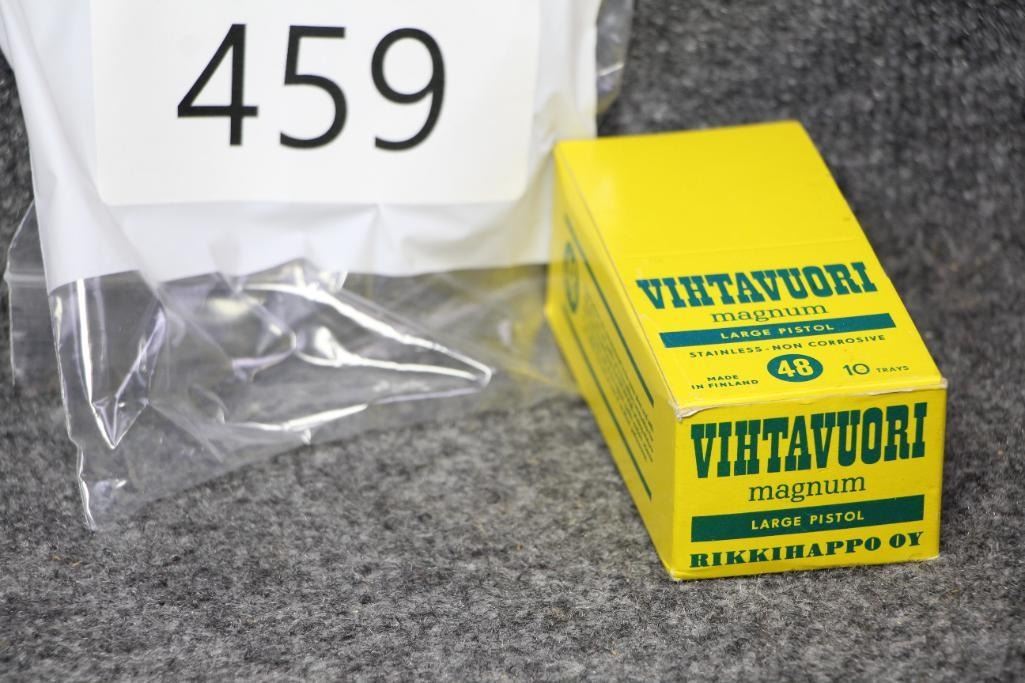 459
VIHTAVUORI
magnum
LARGE PISTOL
STAINLESS - NON CORROSIVE
MADE
IN FINLAND
48
10 TRAYS
VIHTAVUORI
magnum
LARGE PISTOL
RIKKIHAPPO OY